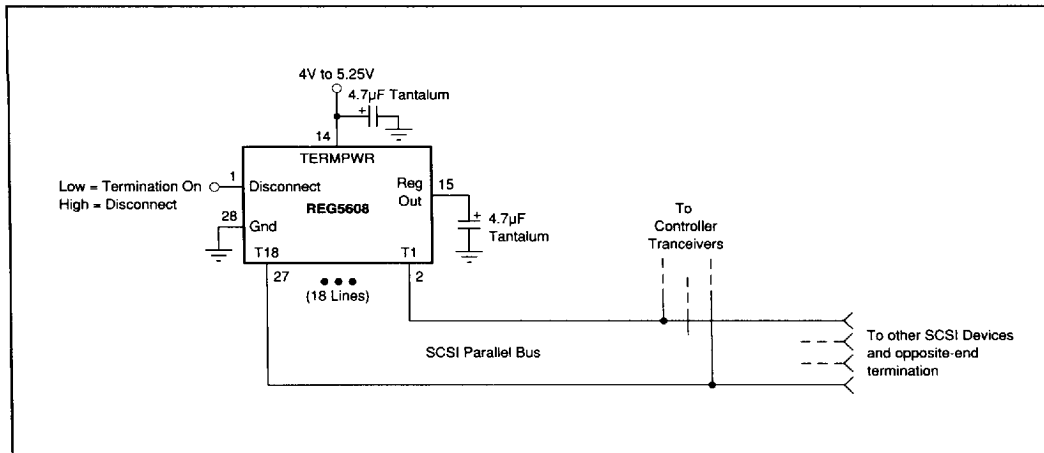 4V to 5.25V
4.7µF Tantalum
+
14
TERMPWR
Low = Termination On
High = Disconnect
1
Disconnect
REG5608
Reg
Out
15
+
4.7µF
Tantalum
28
Gnd
T18
T1
27
2
(18 Lines)
To
Controller
Tranceivers
SCSI Parallel Bus
To other SCSI Devices
and opposite-end
termination